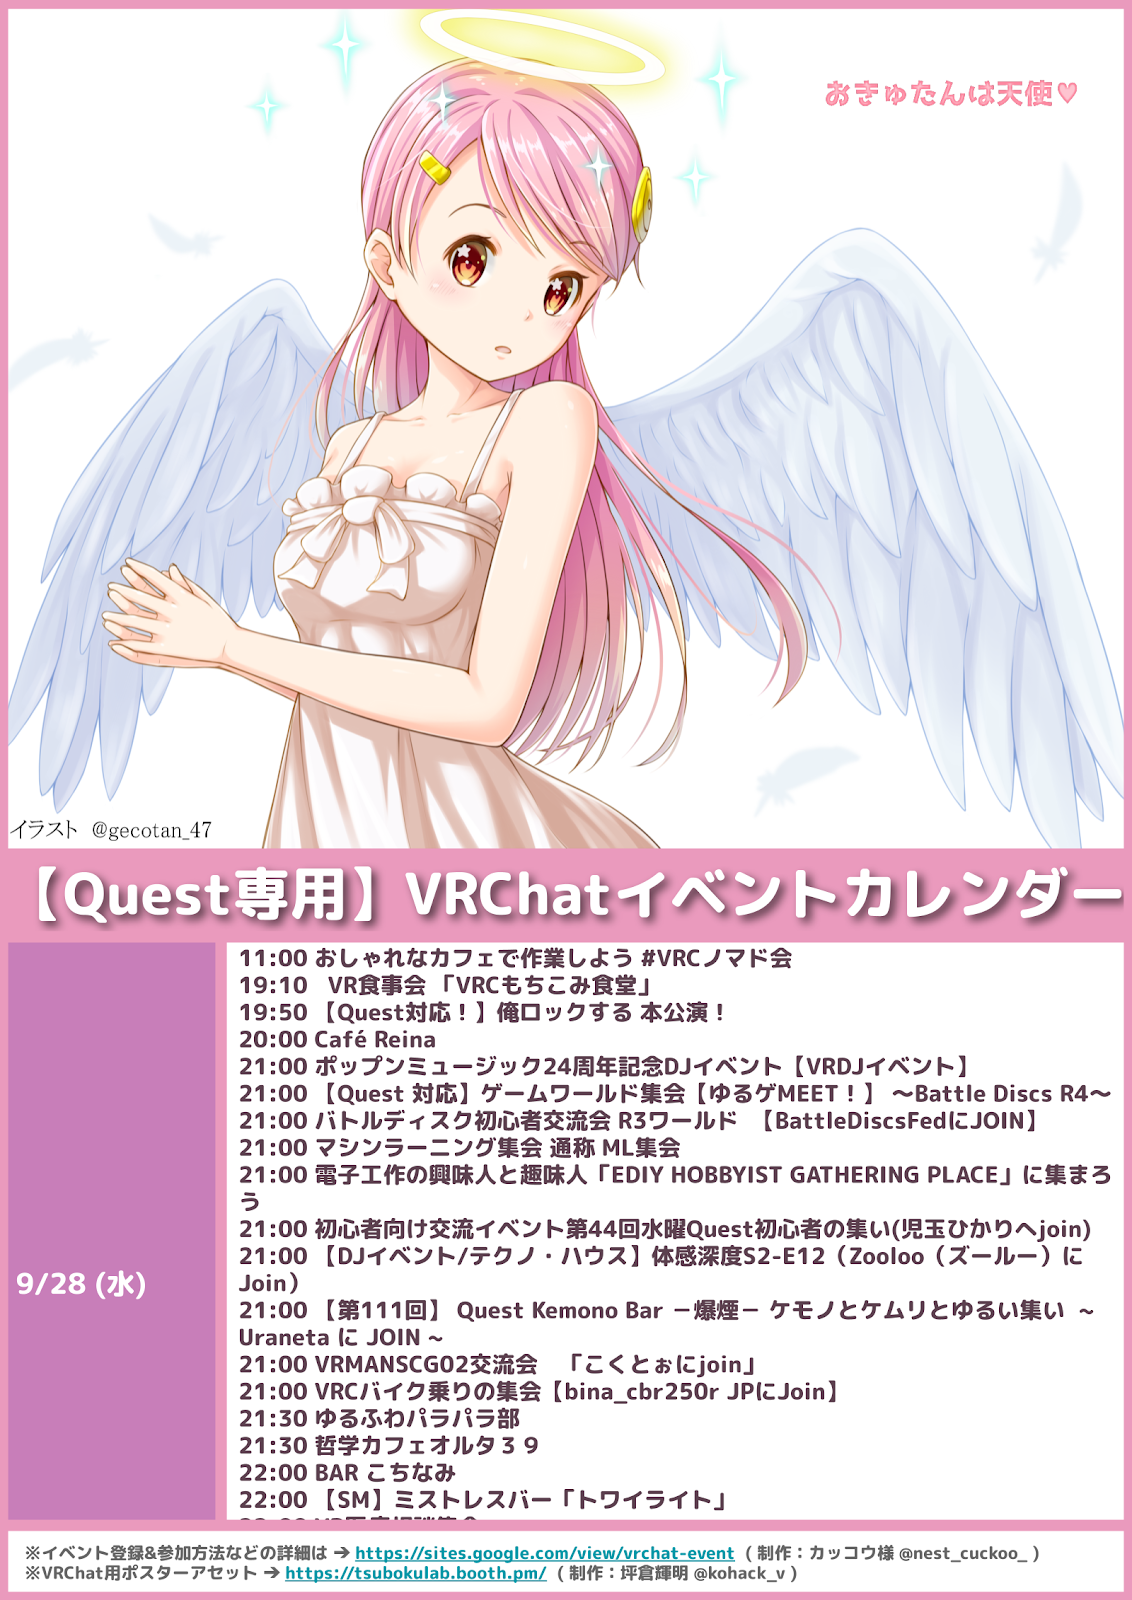 おきゅたんは天使♥
イラスト @gecotan_47
【Quest専用】VRChatイベントカレンダー
9/28 (水)
11:00 おしゃれなカフェで作業しよう #VRCノマド会
19:10 VR食事会 「VRCもちこみ食堂」
19:50 【Quest対応！】俺ロックする 本公演！
20:00 Café Reina
21:00 ポップンミュージック24周年記念DJイベント【VRDJイベント】
21:00 【Quest 対応】ゲームワールド集会【ゆるゲMEET！】 〜Battle Discs R4〜
21:00 バトルディスク初心者交流会 R3ワールド 【BattleDiscsFedにJOIN】
21:00 マシンラーニング集会 通称 ML集会
21:00 電子工作の興味人と趣味人「EDIY HOBBYIST GATHERING PLACE」に集まろ
う
21:00 初心者向け交流イベント第44回水曜Quest初心者の集い(児玉ひかりへjoin)
21:00 【DJイベント/テクノ・ハウス】体感深度S2-E12（Zooloo（ズールー）に
Join）
21:00 【第111回】 Quest Kemono Bar －爆煙－ ケモノとケムリとゆるい集い ~
Uraneta に JOIN ~
21:00 VRMANSCG02交流会 「こくとぉにjoin」
21:00 VRCバイク乗りの集会【bina_cbr250r JPにJoin】
21:30 ゆるふわパラパラ部
21:30 哲学カフェオルタ３９
22:00 BAR こちなみ
22:00 【SM】ミストレスバー「トワイライト」
※イベント登録&参加方法などの詳細は ➔ https://sites.google.com/view/vrchat-event ( 制作：カッコウ様 @nest_cuckoo_ )
※VRChat用ポスターアセット ➔ https://tsubokulab.booth.pm/ ( 制作：坪倉輝明 @kohack_v )